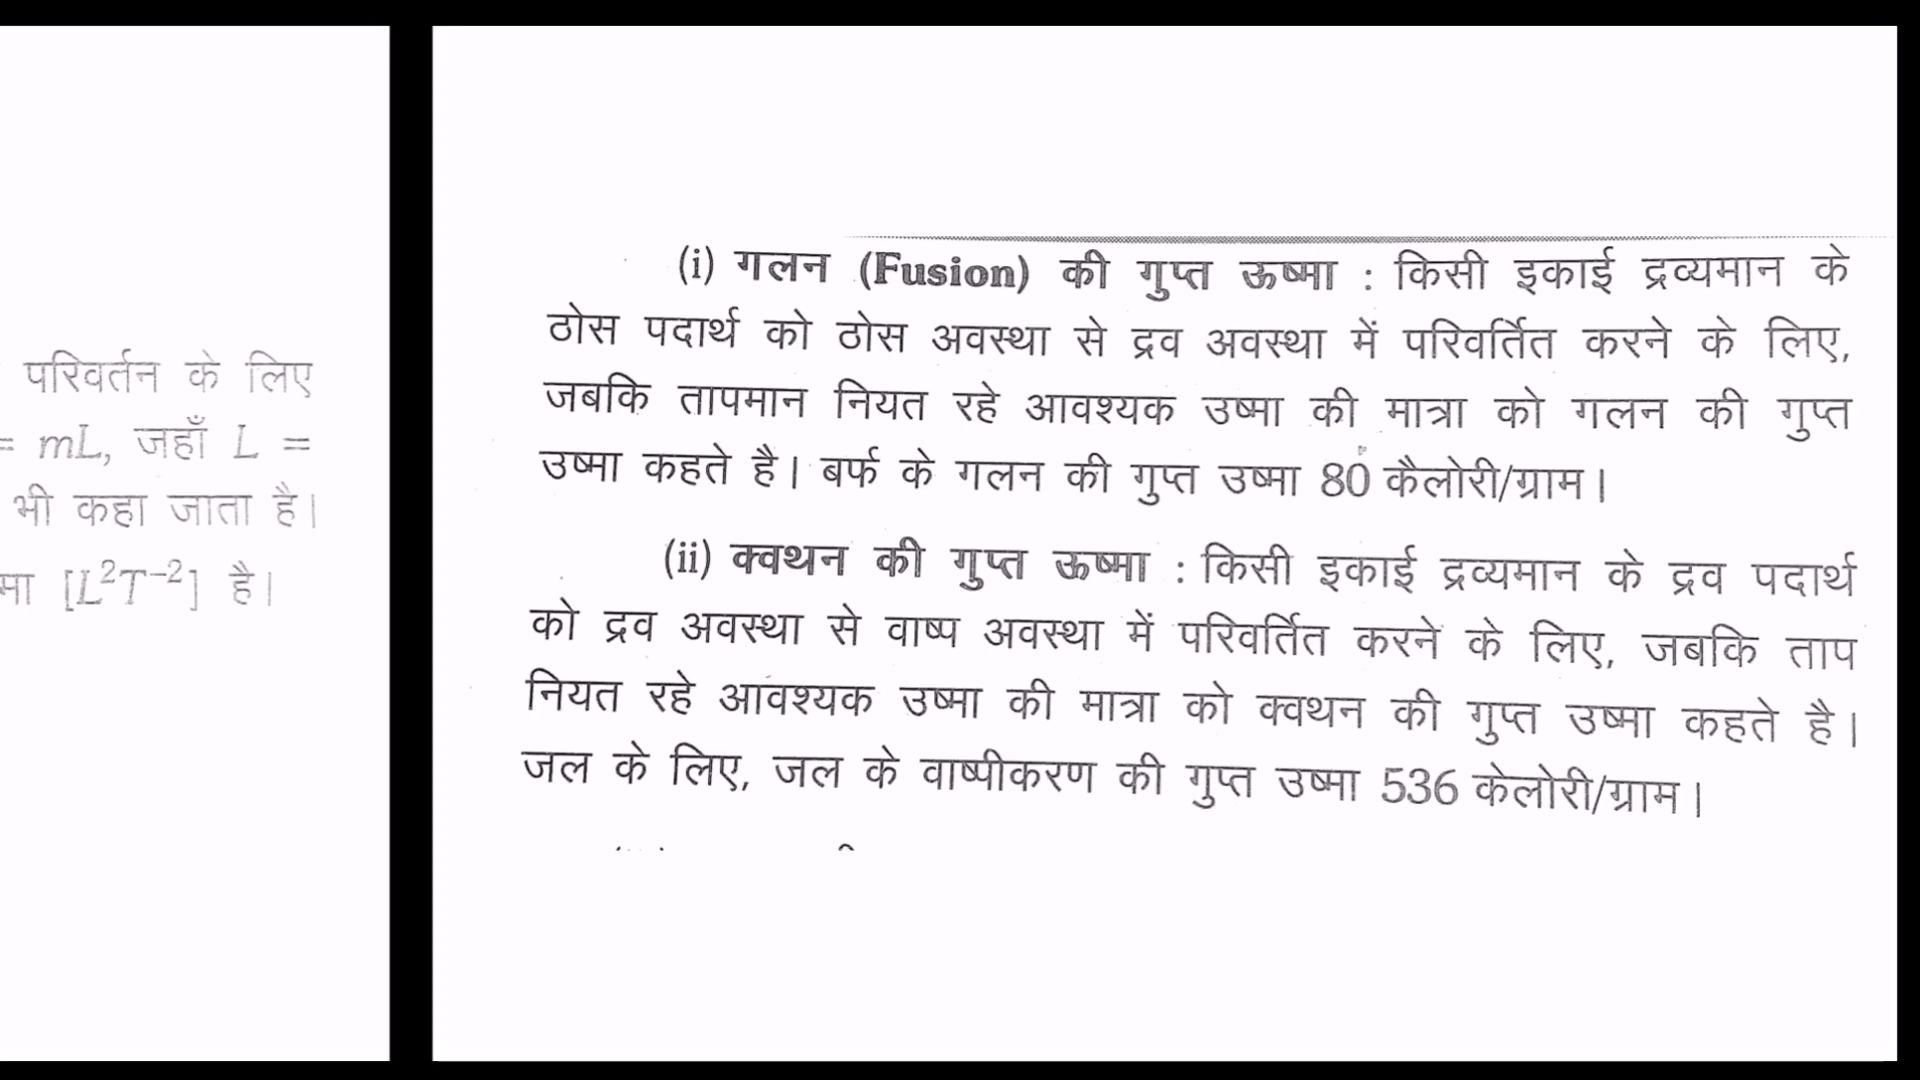 परिवर्तन के लिए
= mL, जहाँ L =
भी कहा जाता है।
[L²T⁻²] है।
(i) गलन (Fusion) की गुप्त ऊष्मा : किसी इकाई द्रव्यमान के
ठोस पदार्थ को ठोस अवस्था से द्रव अवस्था में परिवर्तित करने के लिए,
जबकि तापमान नियत रहे आवश्यक उष्मा की मात्रा को गलन की गुप्त
उष्मा कहते है। बर्फ के गलन की गुप्त उष्मा 80 कैलोरी/ग्राम।
(ii) क्वथन की गुप्त ऊष्मा : किसी इकाई द्रव्यमान के द्रव पदार्थ
को द्रव अवस्था से वाष्प अवस्था में परिवर्तित करने के लिए, जबकि ताप
नियत रहे आवश्यक उष्मा की मात्रा को क्वथन की गुप्त उष्मा कहते है।
जल के लिए, जल के वाष्पीकरण की गुप्त उष्मा 536 केलोरी/ग्राम।